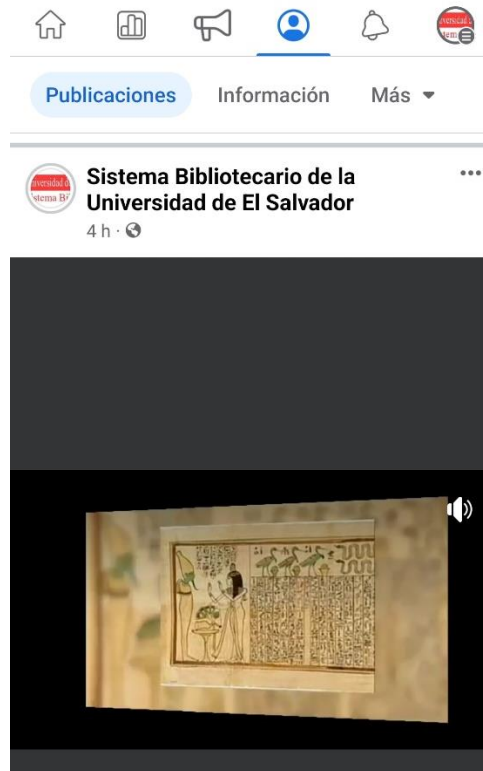 Publicaciones
Información
Más
Sistema Bibliotecario de la
Universidad de El Salvador
4 h ·